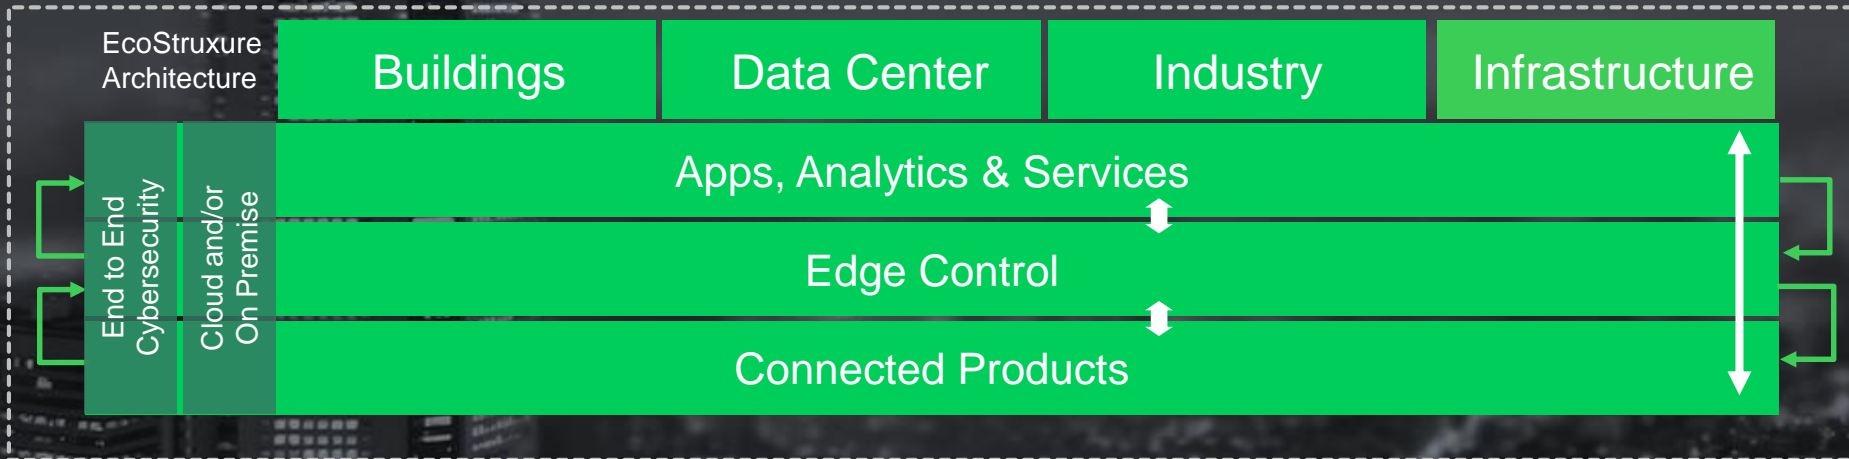 EcoStruxure
Architecture
Buildings
Data Center
Industry
Infrastructure
End to End
Cybersecurity
Cloud and/or
On Premise
Apps, Analytics & Services
Edge Control
Connected Products